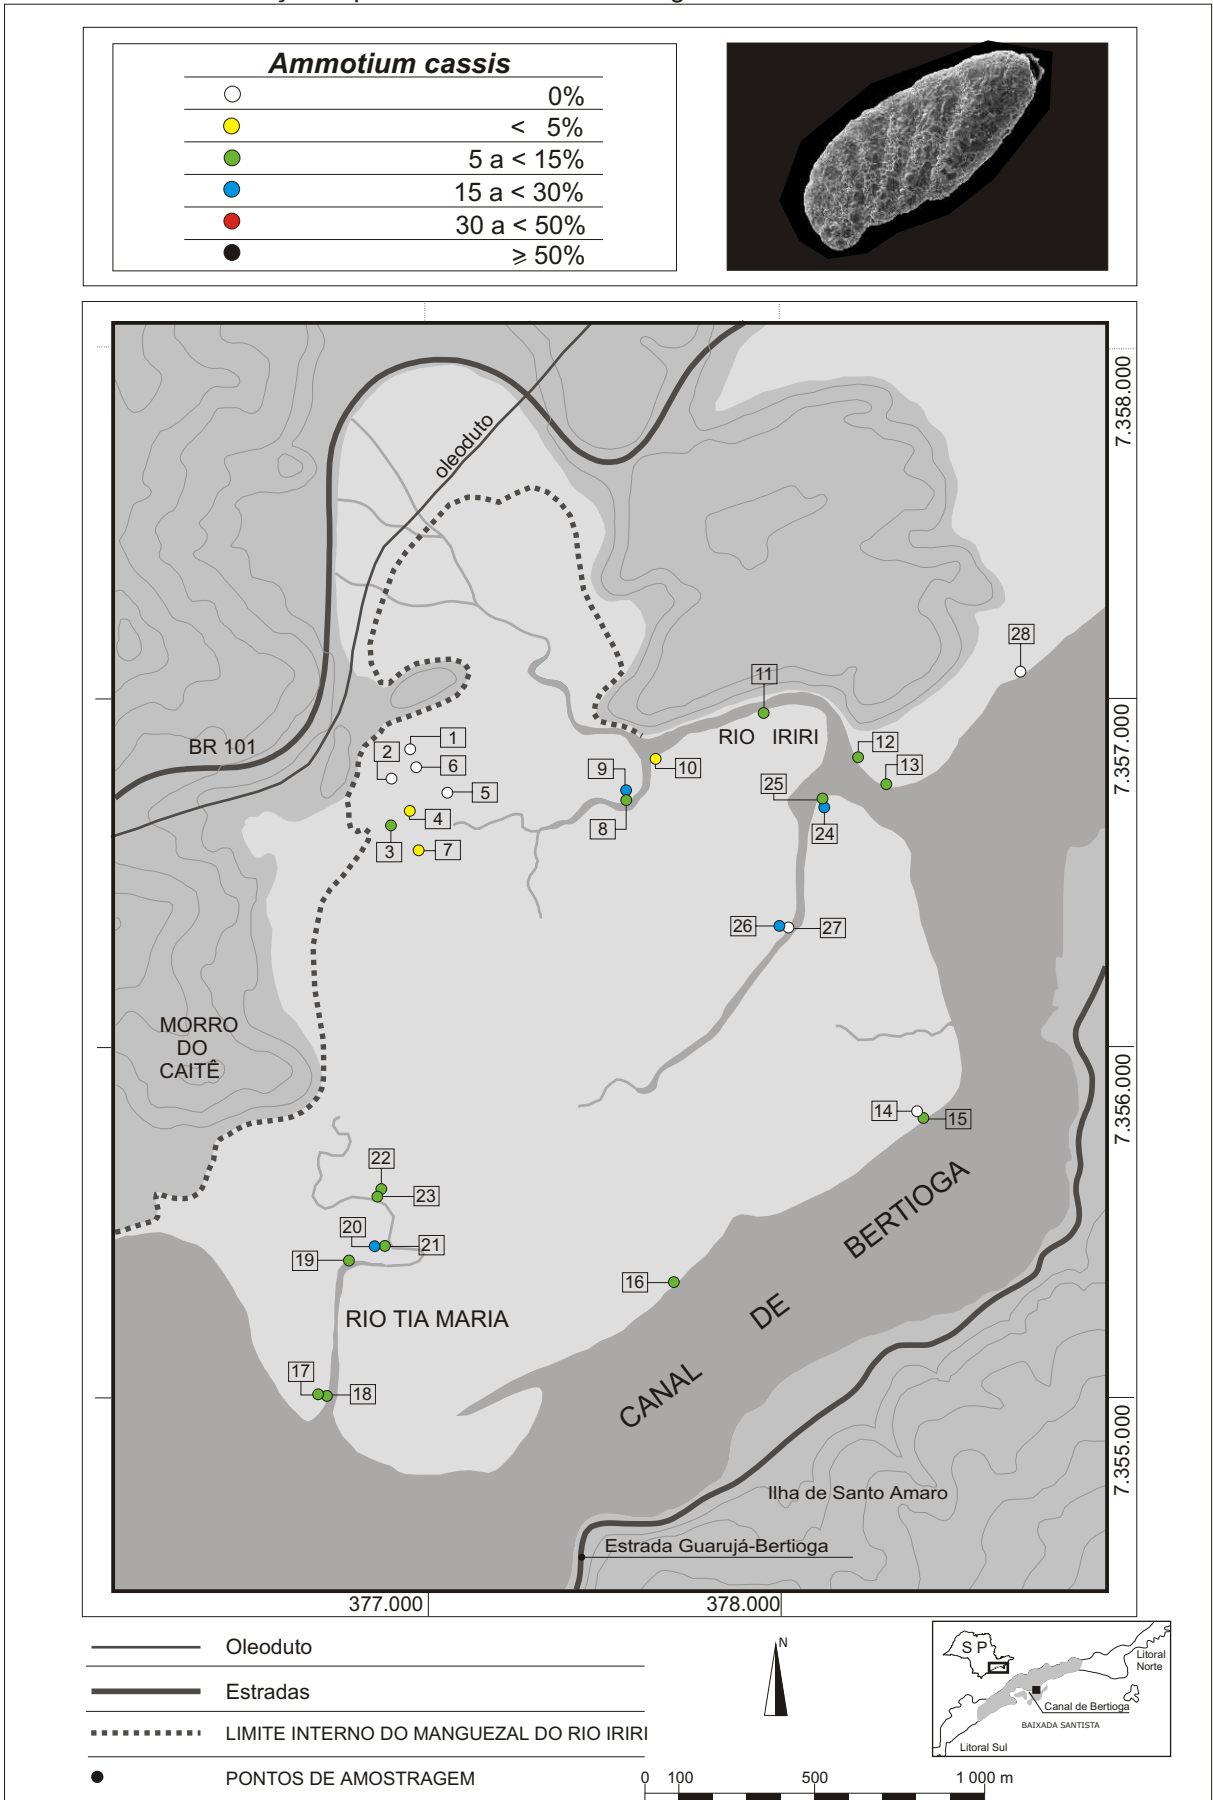 Ammotium cassis
0%
< 5%
5 a < 15%
15 a < 30%
30 a < 50%
⩾ 50%
oleoduto
7.358.000
28
11
BR 101
2
1
RIO IRIRI
7.357.000
12
6
9
10
13
5
25
4
8
24
3
7
26
27
MORRO
DO
CAITÊ
7.356.000
14
15
22
23
BERTIOGA
20
21
19
16
DE
RIO TIA MARIA
17
18
CANAL
7.355.000
Ilha de Santo Amaro
Estrada Guarujá-Bertioga
377.000
378.000
Oleoduto
Estradas
LIMITE INTERNO DO MANGUEZAL DO RIO IRIRI
PONTOS DE AMOSTRAGEM
N
S P
Litoral
Norte
Canal de Bertioga
BAIXADA SANTISTA
Litoral Sul
0 100 500 1 000 m